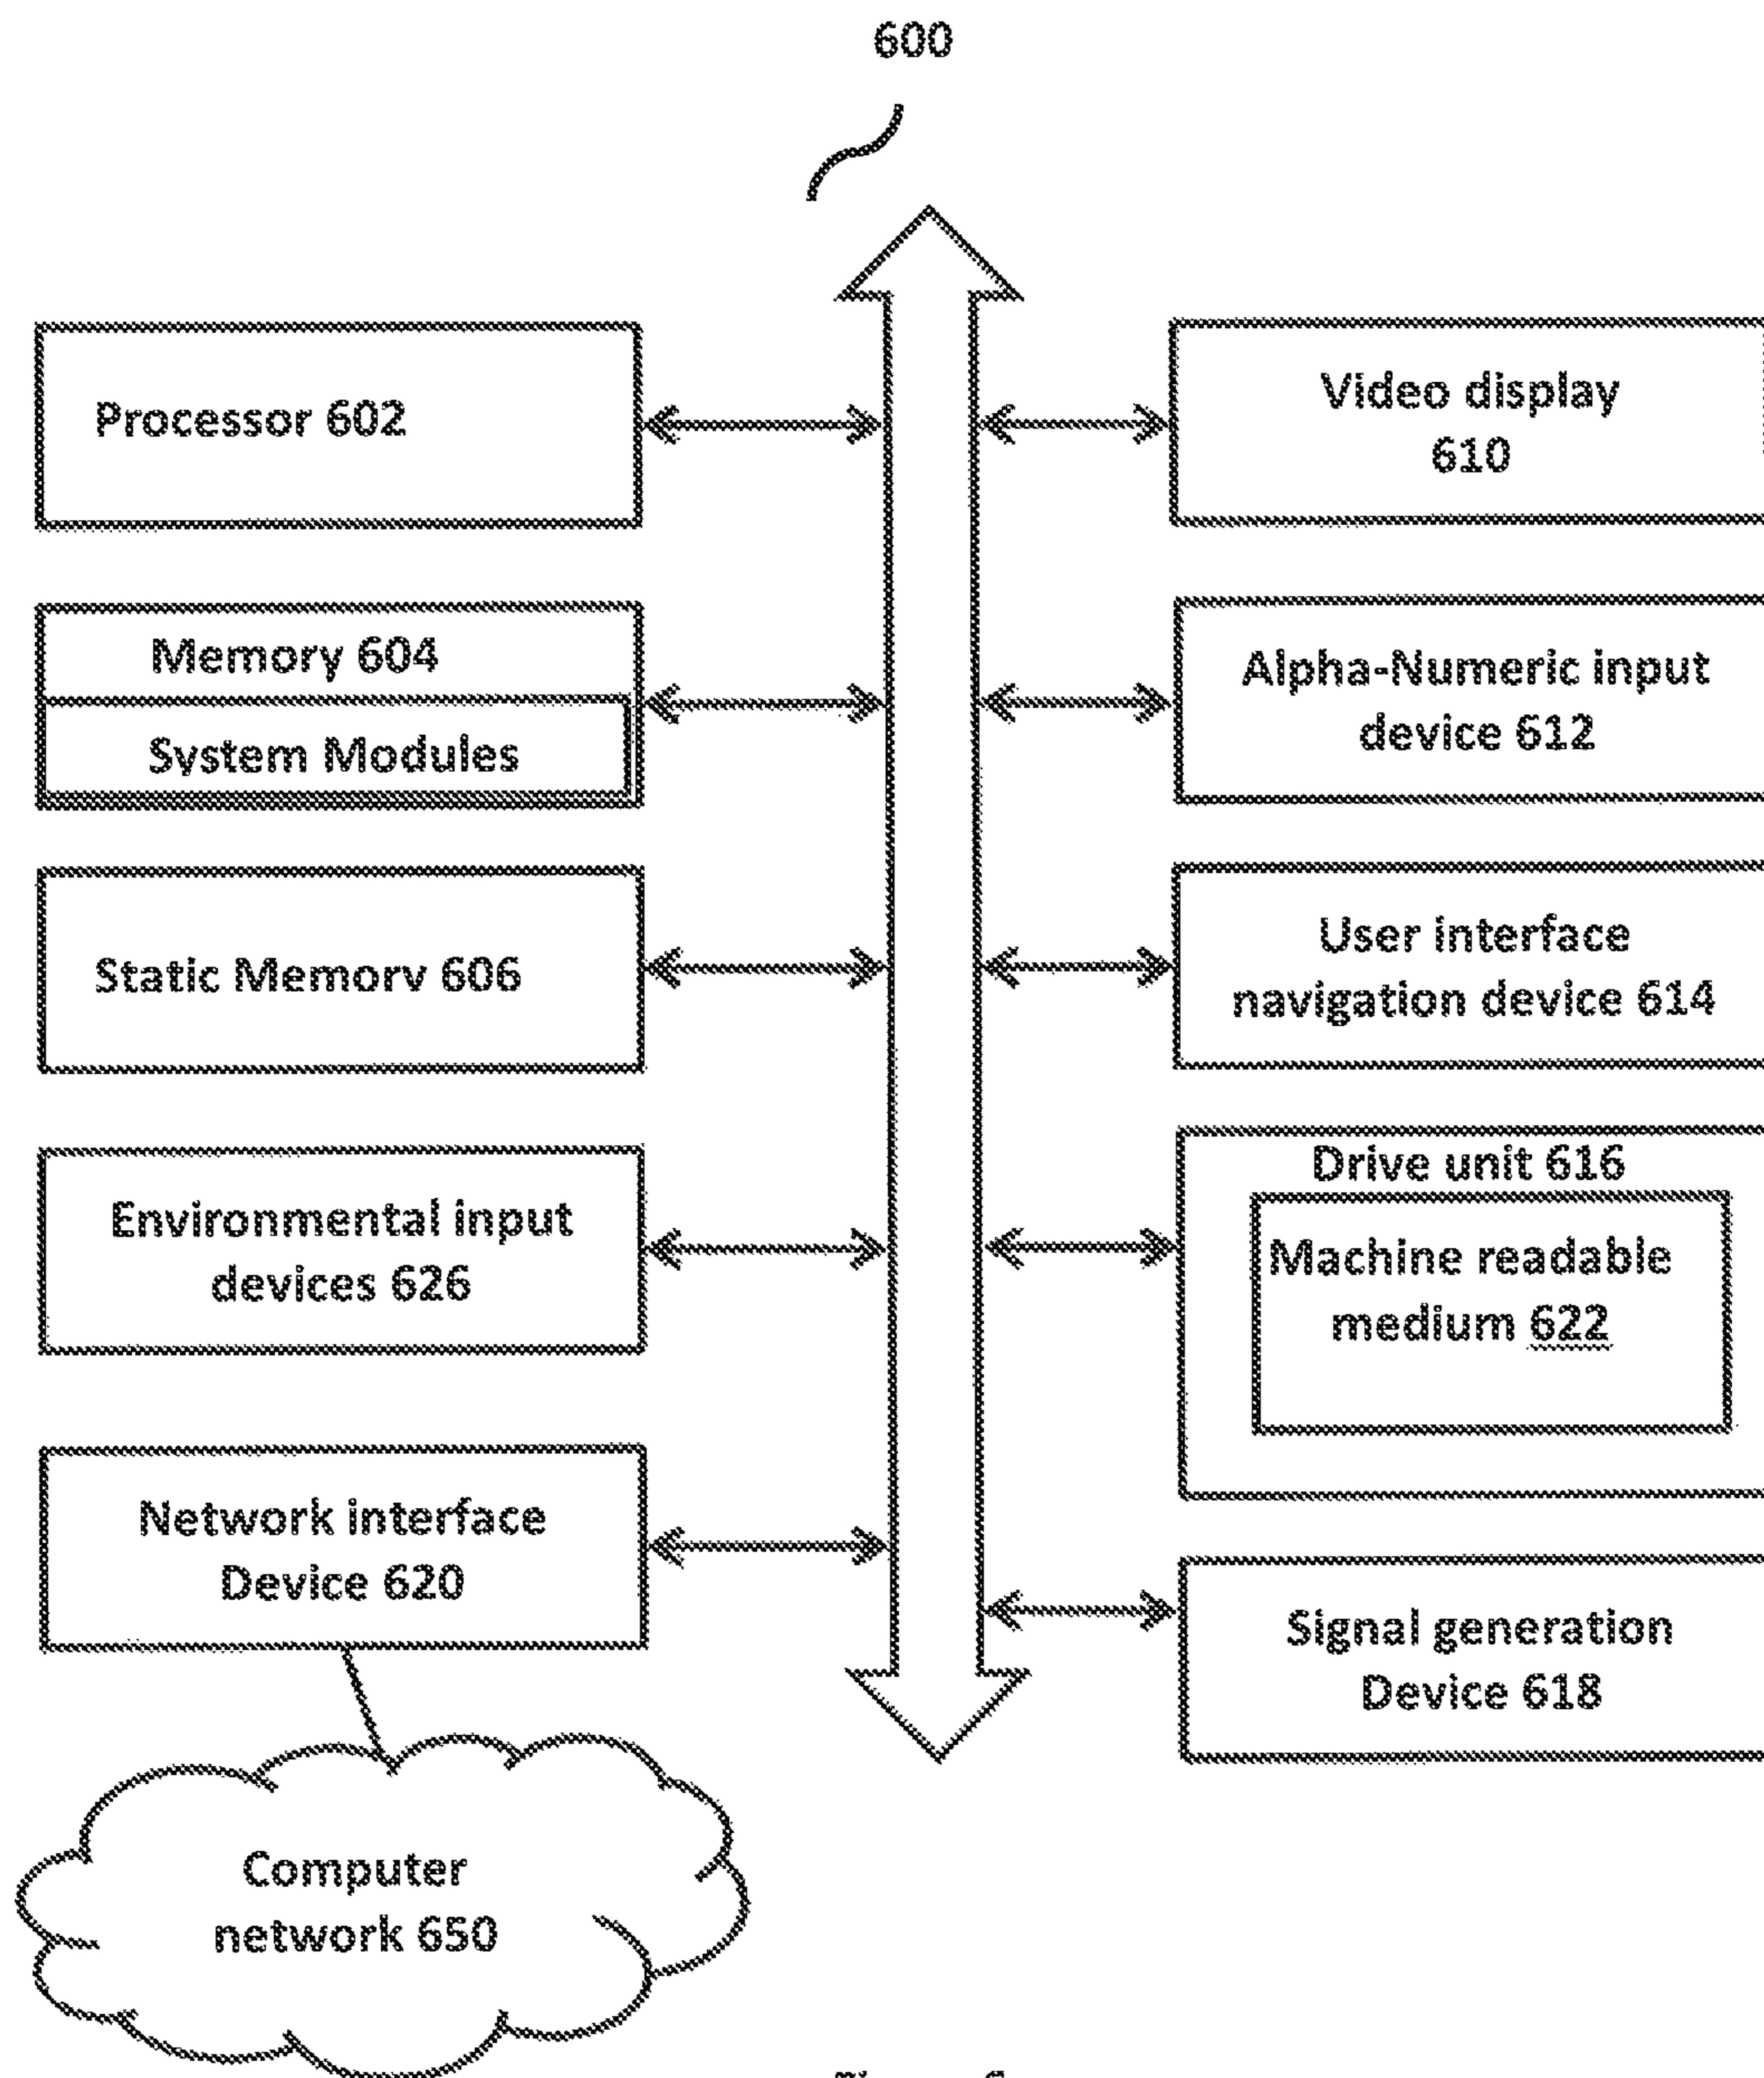 600
Processor 602
Memory 604
System Modules
Static Memory 606
Environmental input
devices 626
Network interface
Device 620
Computer
network 650
Video display
610
Alpha-Numeric input
device 612
User interface
navigation device 614
Drive unit 616
Machine readable
medium 622
Signal generation
Device 618